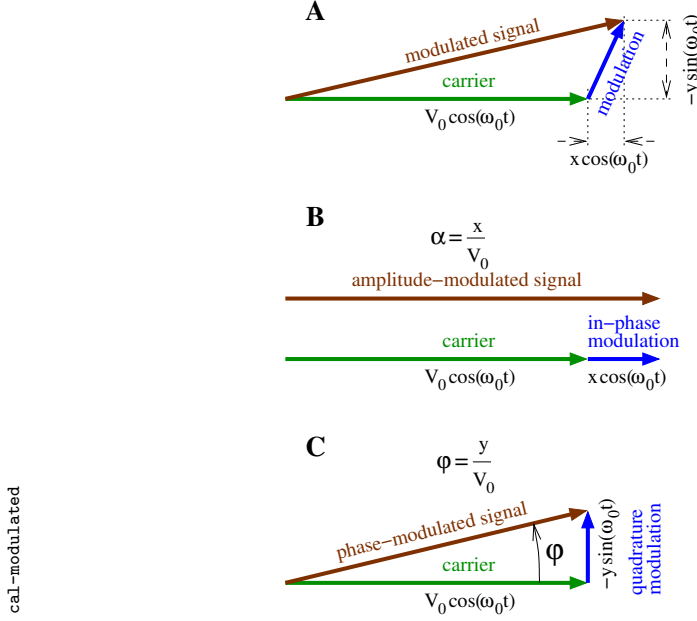 A
modulated signal
carrier
V₀ cos(ω₀t)
modulation
−v sin(ω₀t)
x cos(ω₀t)
B
α = x
V₀
amplitude−modulated signal
carrier
V₀ cos(ω₀t)
in−phase
modulation
x cos(ω₀t)
C
φ = y
V₀
phase−modulated signal
carrier
V₀ cos(ω₀t)
φ
−y sin(ω₀t)
quadrature
modulation
cal-modulated